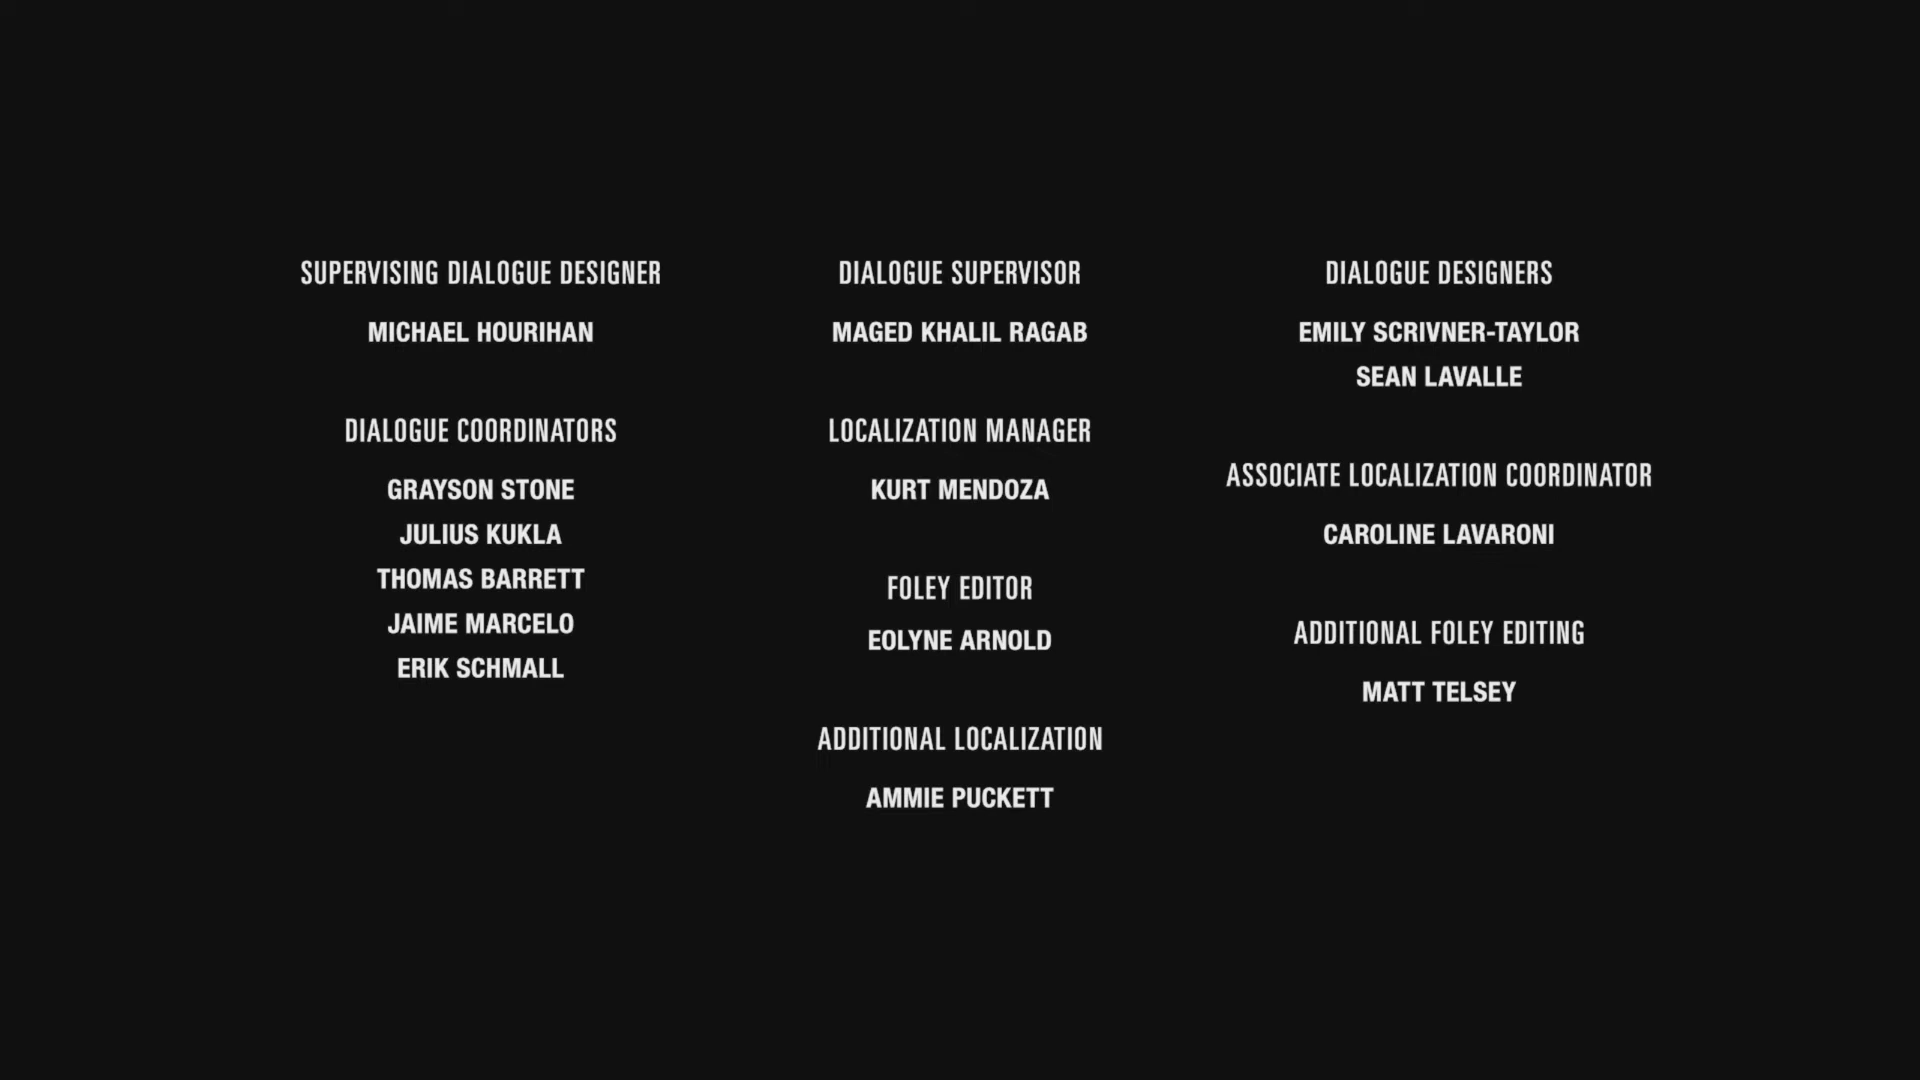 SUPERVISING DIALOGUE DESIGNER
MICHAEL HOURIHAN
DIALOGUE COORDINATORS
GRAYSON STONE
JULIUS KUKLA
THOMAS BARRETT
JAIME MARCELO
ERIK SCHMALL
DIALOGUE SUPERVISOR
MAGED KHALIL RAGAB
LOCALIZATION MANAGER
KURT MENDOZA
FOLEY EDITOR
EOLYNE ARNOLD
ADDITIONAL LOCALIZATION
AMMIE PUCKETT
DIALOGUE DESIGNERS
EMILY SCRIVNER-TAYLOR
SEAN LAVALLE
ASSOCIATE LOCALIZATION COORDINATOR
CAROLINE LAVARONI
ADDITIONAL FOLEY EDITING
MATT TELSEY